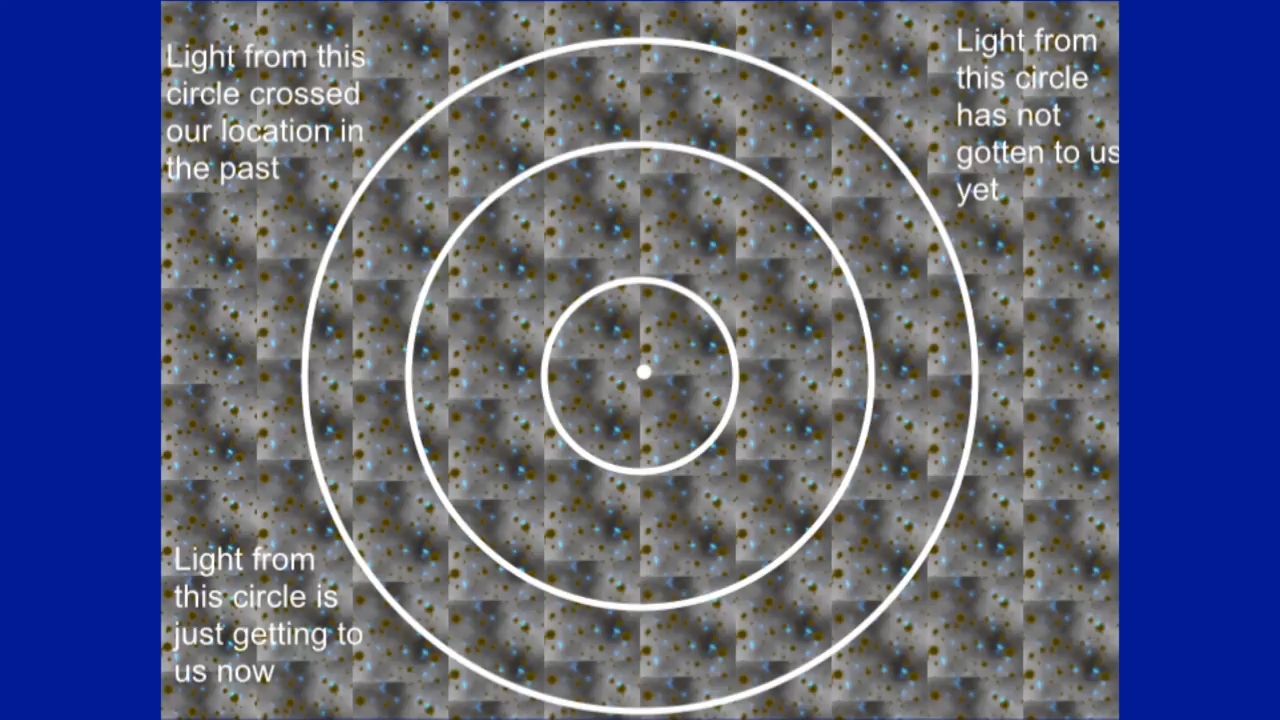 Light from this
circle crossed
our location in
the past
Light from
this circle
has not
gotten to us
yet
Light from
this circle is
just getting to
us now